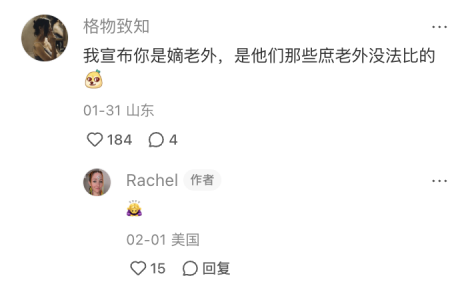 格物致知
我宣布你是嫡老外，是他们那些庶老外没法比的
01-31 山东
184 4
Rachel 作者
02-01 美国
15 回复